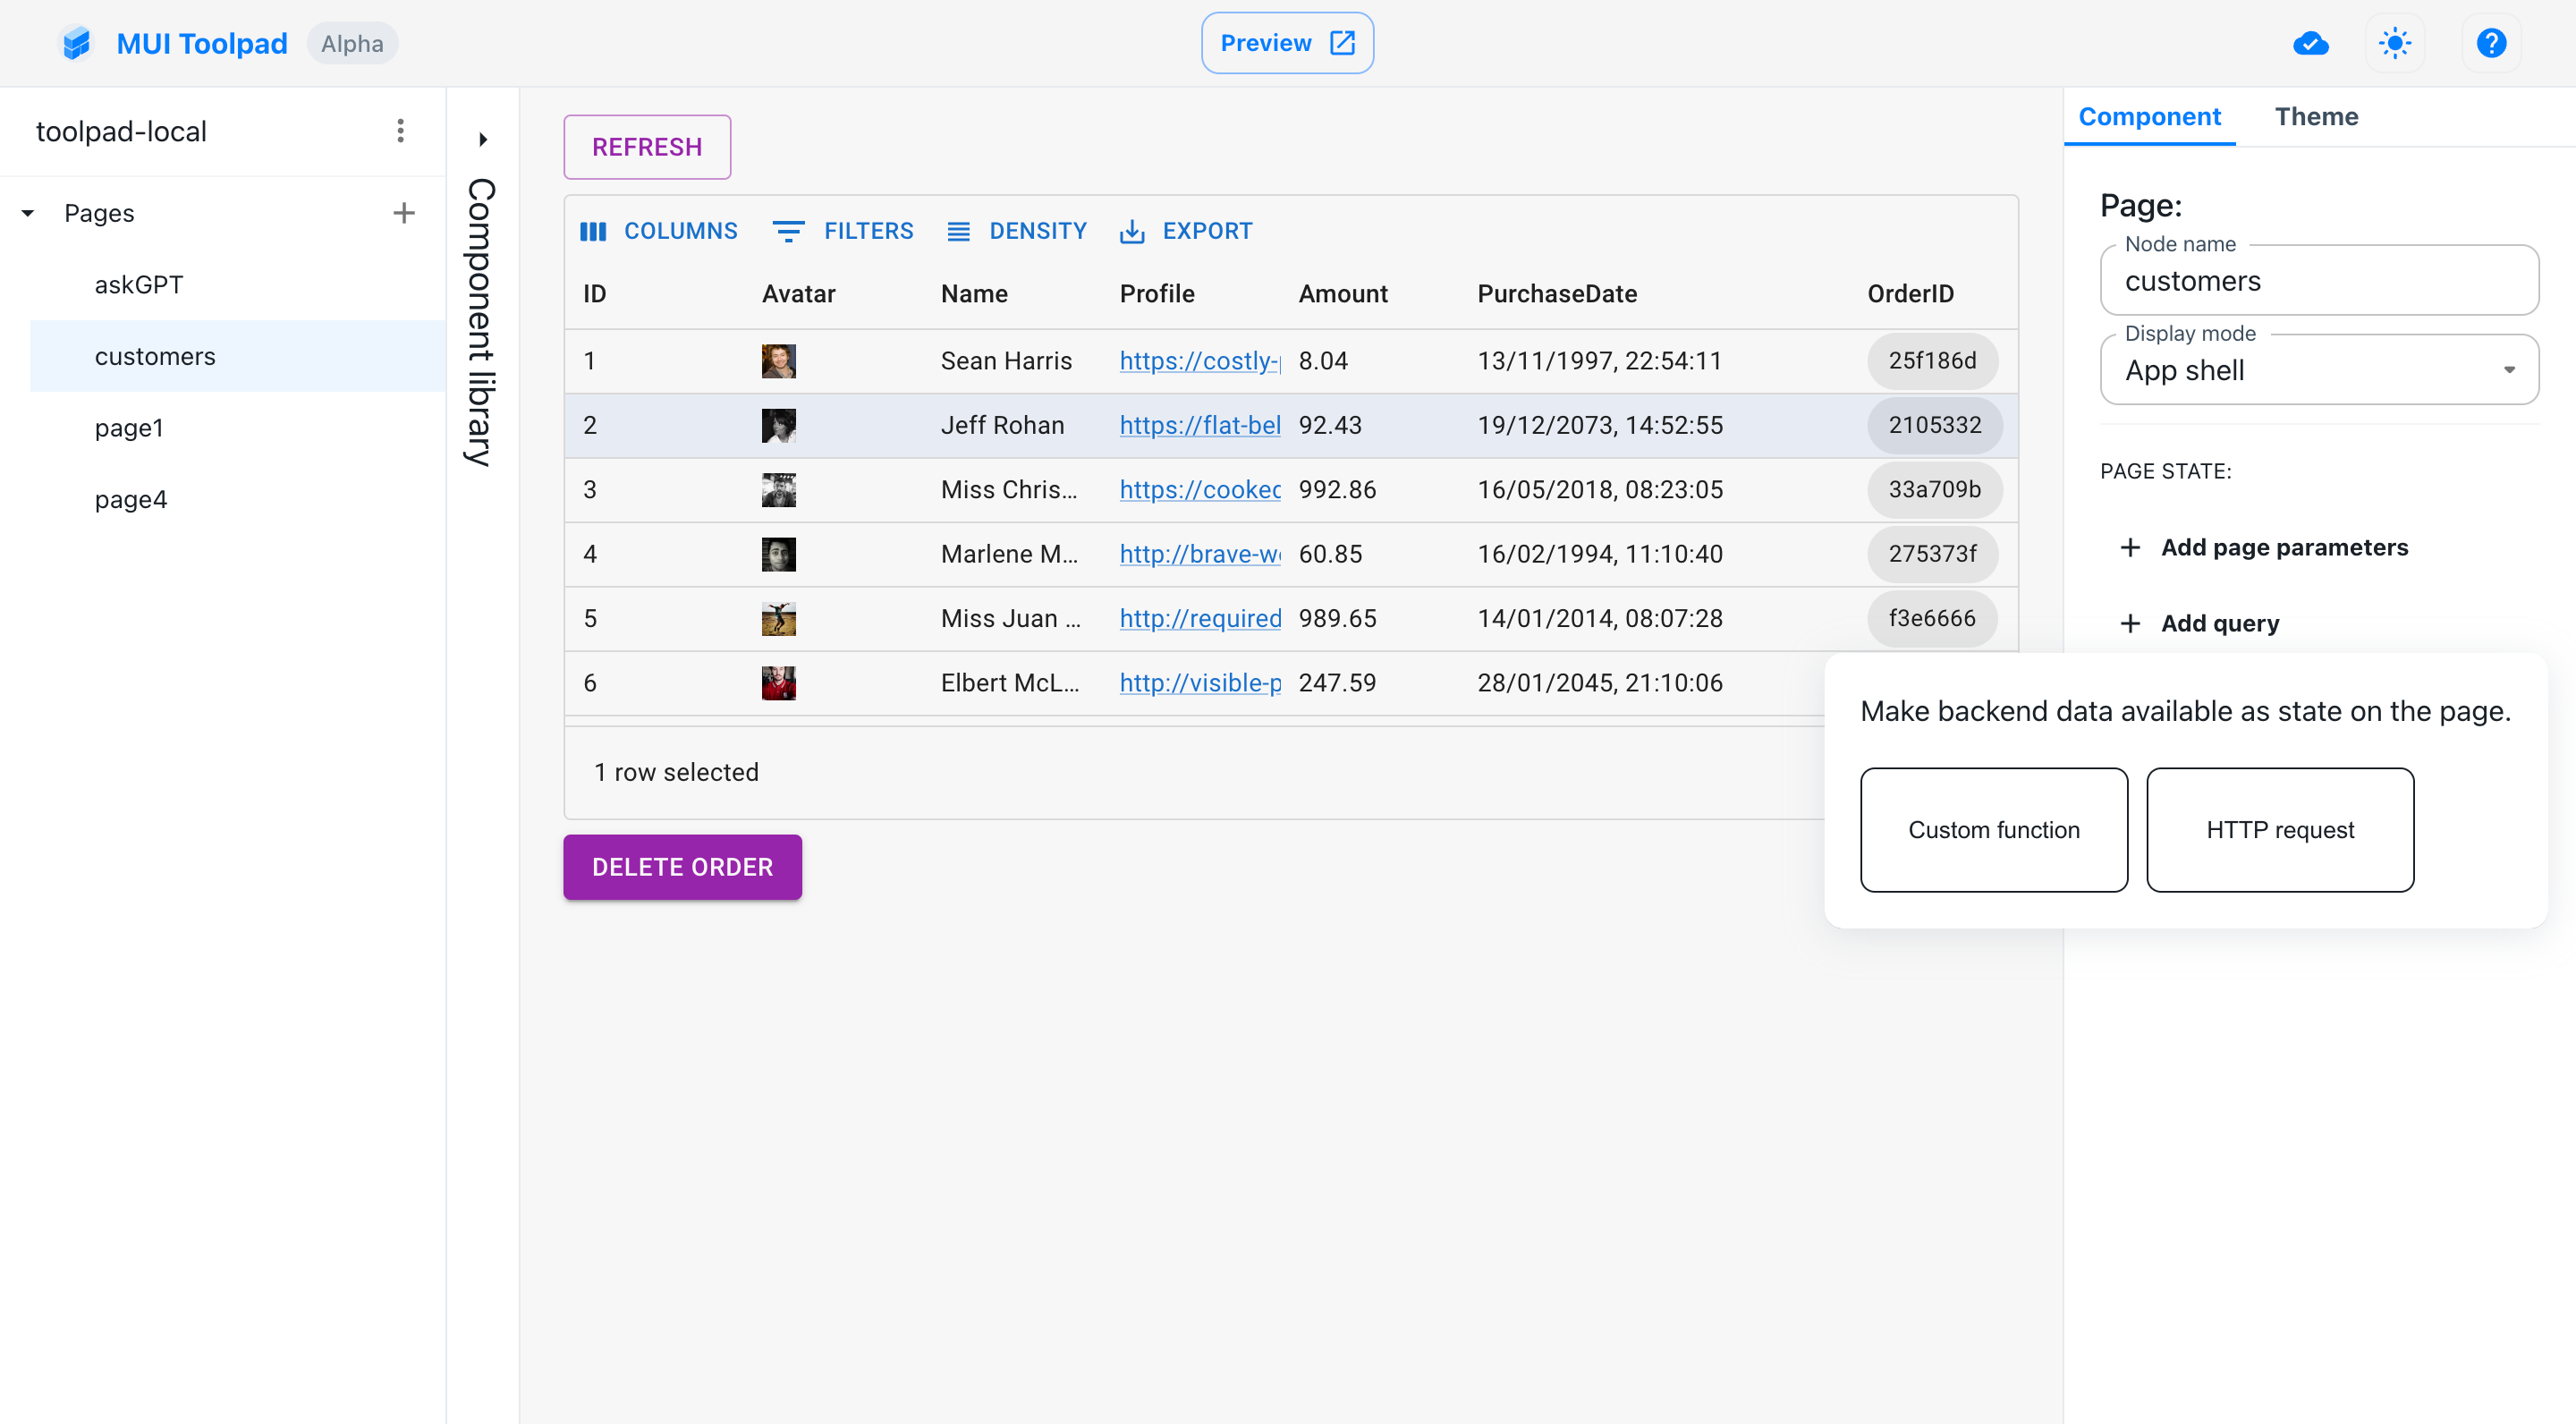 MUI Toolpad Alpha
Preview
toolpad-local
Pages
askGPT
customers
page1
page4
Component library
REFRESH
COLUMNS FILTERS DENSITY EXPORT
ID Avatar Name Profile Amount PurchaseDate OrderID
1 Sean Harris https://costly- 8.04 13/11/1997, 22:54:11 25f186d
2 Jeff Rohan https://flat-bel 92.43 19/12/2073, 14:52:55 2105332
3 Miss Chris... https://cooked 992.86 16/05/2018, 08:23:05 33a709b
4 Marlene M... http://brave-w 60.85 16/02/1994, 11:10:40 275373f
5 Miss Juan ... http://required 989.65 14/01/2014, 08:07:28 f3e6666
6 Elbert McL... http://visible-p 247.59 28/01/2045, 21:10:06
1 row selected
DELETE ORDER
Component Theme
Page:
Node name
customers
Display mode
App shell
PAGE STATE:
Add page parameters
Add query
Make backend data available as state on the page.
Custom function HTTP request